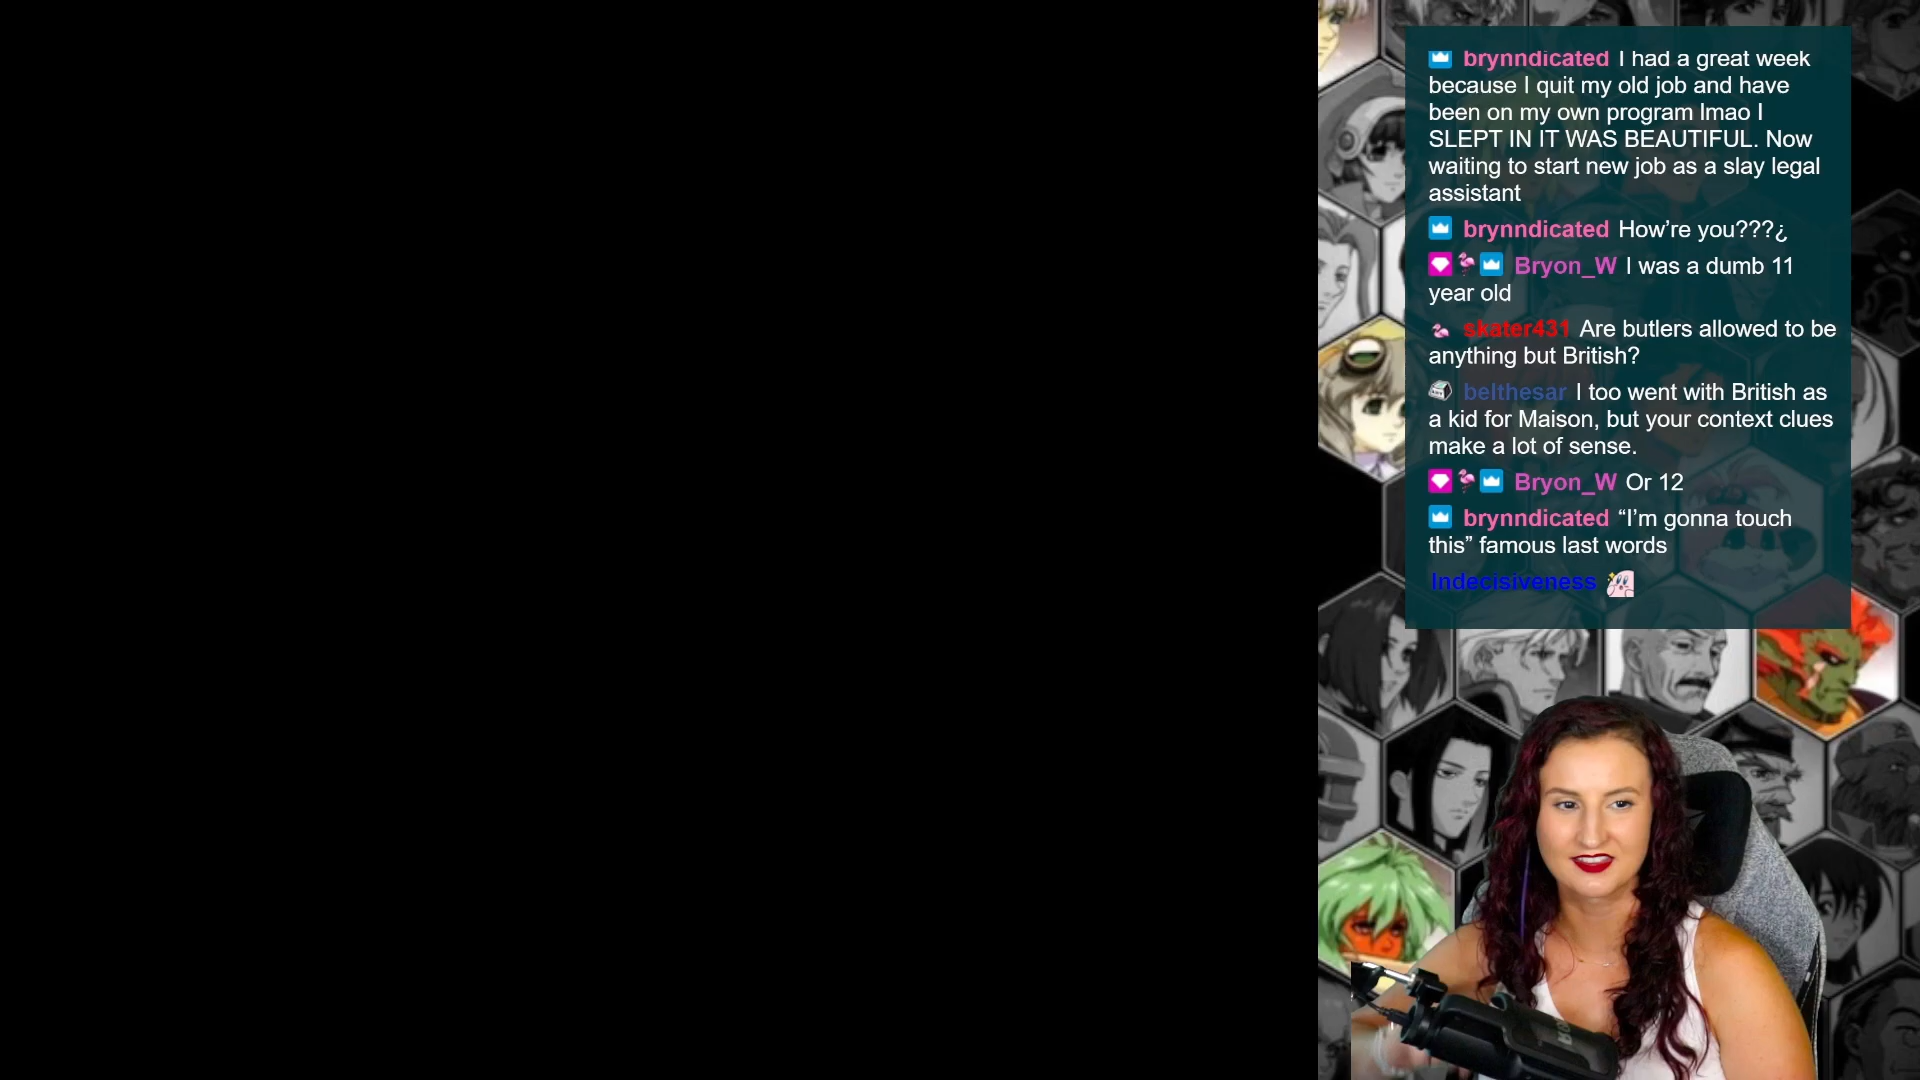 brynndicated I had a great week
because I quit my old job and have
been on my own program lmao I
SLEPT IN IT WAS BEAUTIFUL. Now
waiting to start new job as a slay legal
assistant
brynndicated How’re you???¿
Bryon_W I was a dumb 11
year old
skater431 Are butlers allowed to be
anything but British?
belthesar I too went with British as
a kid for Maison, but your context clues
make a lot of sense.
Bryon_W Or 12
brynndicated “I’m gonna touch
this” famous last words
Indecisiveness